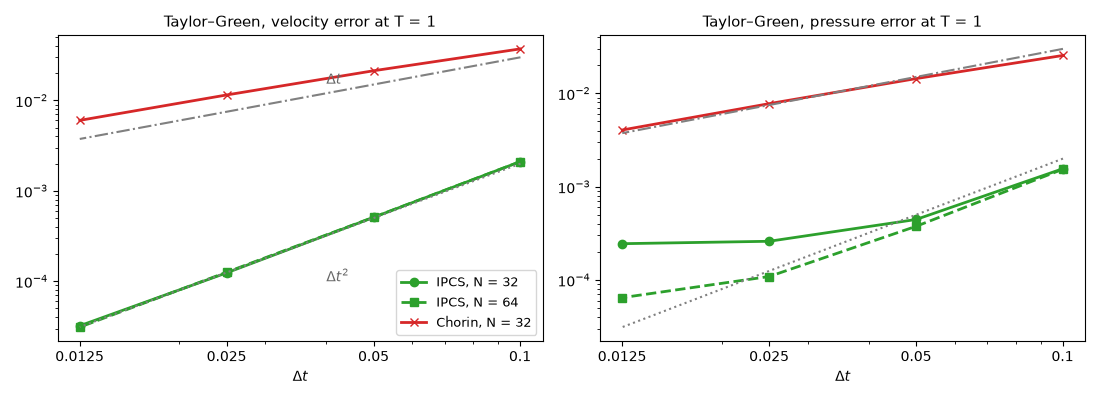 Taylor–Green, velocity error at T = 1
10⁻²
10⁻³
10⁻⁴
Δt
Δt²
IPCS, N = 32
IPCS, N = 64
Chorin, N = 32
0.0125
0.025
0.05
0.1
Δt
Taylor–Green, pressure error at T = 1
10⁻²
10⁻³
10⁻⁴
0.0125
0.025
0.05
0.1
Δt